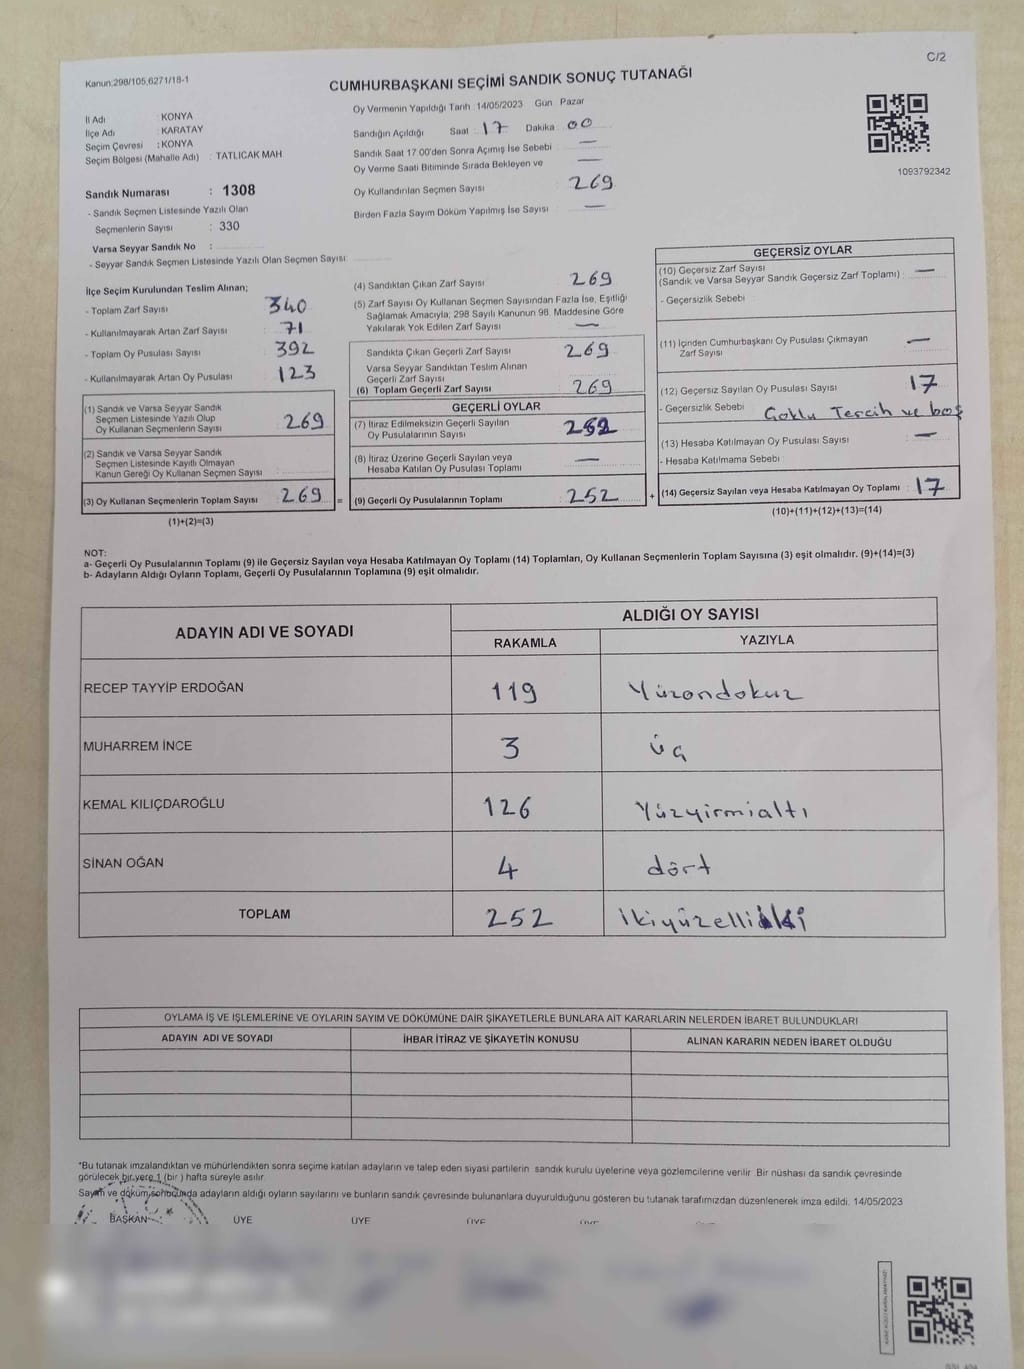 C/2
Kanun:298/105,6271/18-1
CUMHURBAŞKANI SEÇİMİ SANDIK SONUÇ TUTANAĞI
İl Adı : KONYA
İlçe Adı : KARATAY
Seçim Çevresi : KONYA
Seçim Bölgesi (Mahalle Adı) : TATLICAK MAH
Sandık Numarası : 1308
- Sandık Seçmen Listesinde Yazılı Olan
Seçmenlerin Sayısı : 330
Varsa Seyyar Sandık No :
- Seyyar Sandık Seçmen Listesinde Yazılı Olan Seçmen Sayısı:
Oy Vermenin Yapıldığı Tarih : 14/05/2023 Gün Pazar
Sandığın Açıldığı Saat 17 Dakika 00
Sandık Saat 17:00'den Sonra Açımış İse Sebebi —
Oy Verme Saati Bitiminde Sırada Bekleyen ve —
Oy Kullandırılan Seçmen Sayısı 269
Birden Fazla Sayım Döküm Yapılmış İse Sayısı —
1093792342
İlçe Seçim Kurulundan Teslim Alınan;
- Toplam Zarf Sayısı 340
- Kullanılmayarak Artan Zarf Sayısı 71
- Toplam Oy Pusulası Sayısı 392
- Kullanılmayarak Artan Oy Pusulası 123
(1) Sandık ve Varsa Seyyar Sandık
Seçmen Listesinde Yazılı Olup
Oy Kullanan Seçmenlerin Sayısı 269
(2) Sandık ve Varsa Seyyar Sandık
Seçmen Listesinde Kayıtlı Olmayan
Kanun Gereği Oy Kullanan Seçmen Sayısı
(3) Oy Kullanan Seçmenlerin Toplam Sayısı 269 =
(1)+(2)=(3)
(4) Sandıktan Çıkan Zarf Sayısı 269
(5) Zarf Sayısı Oy Kullanan Seçmen Sayısından Fazla İse, Eşitliği
Sağlamak Amacıyla; 298 Sayılı Kanunun 98. Maddesine Göre
Yakılarak Yok Edilen Zarf Sayısı —
Sandıkta Çıkan Geçerli Zarf Sayısı 269
Varsa Seyyar Sandıktan Teslim Alınan
Geçerli Zarf Sayısı
(6) Toplam Geçerli Zarf Sayısı 269
GEÇERLİ OYLAR
(7) İtiraz Edilmeksizin Geçerli Sayılan
Oy Pusulalarının Sayısı 252
(8) İtiraz Üzerine Geçerli Sayılan veya
Hesaba Katılan Oy Pusulası Toplamı —
(9) Geçerli Oy Pusulalarının Toplamı 252 +
GEÇERSİZ OYLAR
(10) Geçersiz Zarf Sayısı
(Sandık ve Varsa Seyyar Sandık Geçersiz Zarf Toplamı) : —
- Geçersizlik Sebebi
(11) İçinden Cumhurbaşkanı Oy Pusulası Çıkmayan
Zarf Sayısı —
(12) Geçersiz Sayılan Oy Pusulası Sayısı 17
- Geçersizlik Sebebi Çoklu Tercih ve boş
(13) Hesaba Katılmayan Oy Pusulası Sayısı —
- Hesaba Katılmama Sebebi
(14) Geçersiz Sayılan veya Hesaba Katılmayan Oy Toplamı : 17
(10)+(11)+(12)+(13)=(14)
NOT:
a- Geçerli Oy Pusulalarının Toplamı (9) ile Geçersiz Sayılan veya Hesaba Katılmayan Oy Toplamı (14) Toplamları, Oy Kullanan Seçmenlerin Toplam Sayısına (3) eşit olmalıdır. (9)+(14)=(3)
b- Adayların Aldığı Oyların Toplamı, Geçerli Oy Pusulalarının Toplamına (9) eşit olmalıdır.
ADAYIN ADI VE SOYADI ALDIĞI OY SAYISI
RAKAMLA YAZIYLA
RECEP TAYYİP ERDOĞAN 119 Yüzondokuz
MUHARREM İNCE 3 üç
KEMAL KILIÇDAROĞLU 126 Yüzyirmialtı
SİNAN OĞAN 4 dört
TOPLAM 252 ikiyüzelliiki
OYLAMA İŞ VE İŞLEMLERİNE VE OYLARIN SAYIM VE DÖKÜMÜNE DAİR ŞİKAYETLERLE BUNLARA AİT KARARLARIN NELERDEN İBARET BULUNDUKLARI
ADAYIN ADI VE SOYADI İHBAR İTİRAZ VE ŞİKAYETİN KONUSU ALINAN KARARIN NEDEN İBARET OLDUĞU
*Bu tutanak imzalandıktan ve mühürlendikten sonra seçime katılan adayların ve talep eden siyasi partilerin sandık kurulu üyelerine veya gözlemcilerine verilir. Bir nüshası da sandık çevresinde
görülecek bir yere 1 (bir ) hafta süreyle asılır.
Sayım ve döküm sonucunda adayların aldığı oyların sayılarını ve bunların sandık çevresinde bulunanlara duyurulduğunu gösteren bu tutanak tarafımızdan düzenlenerek imza edildi. 14/05/2023
BAŞKAN ÜYE ÜYE ÜYE ÜYE